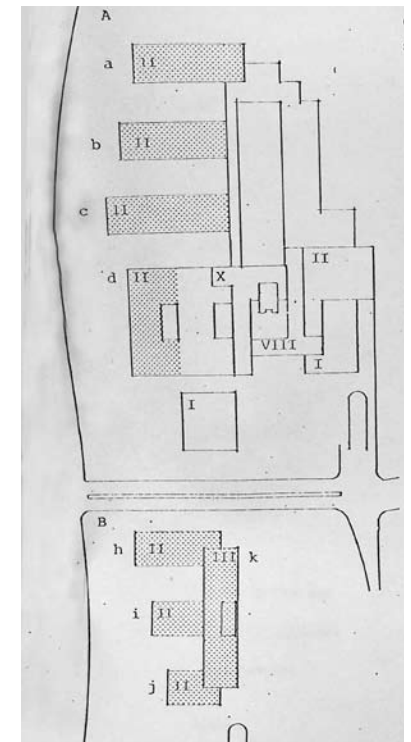 A
a II
b II
c II
d II X II
VIII
I
I
B
h II III k
i II
j II